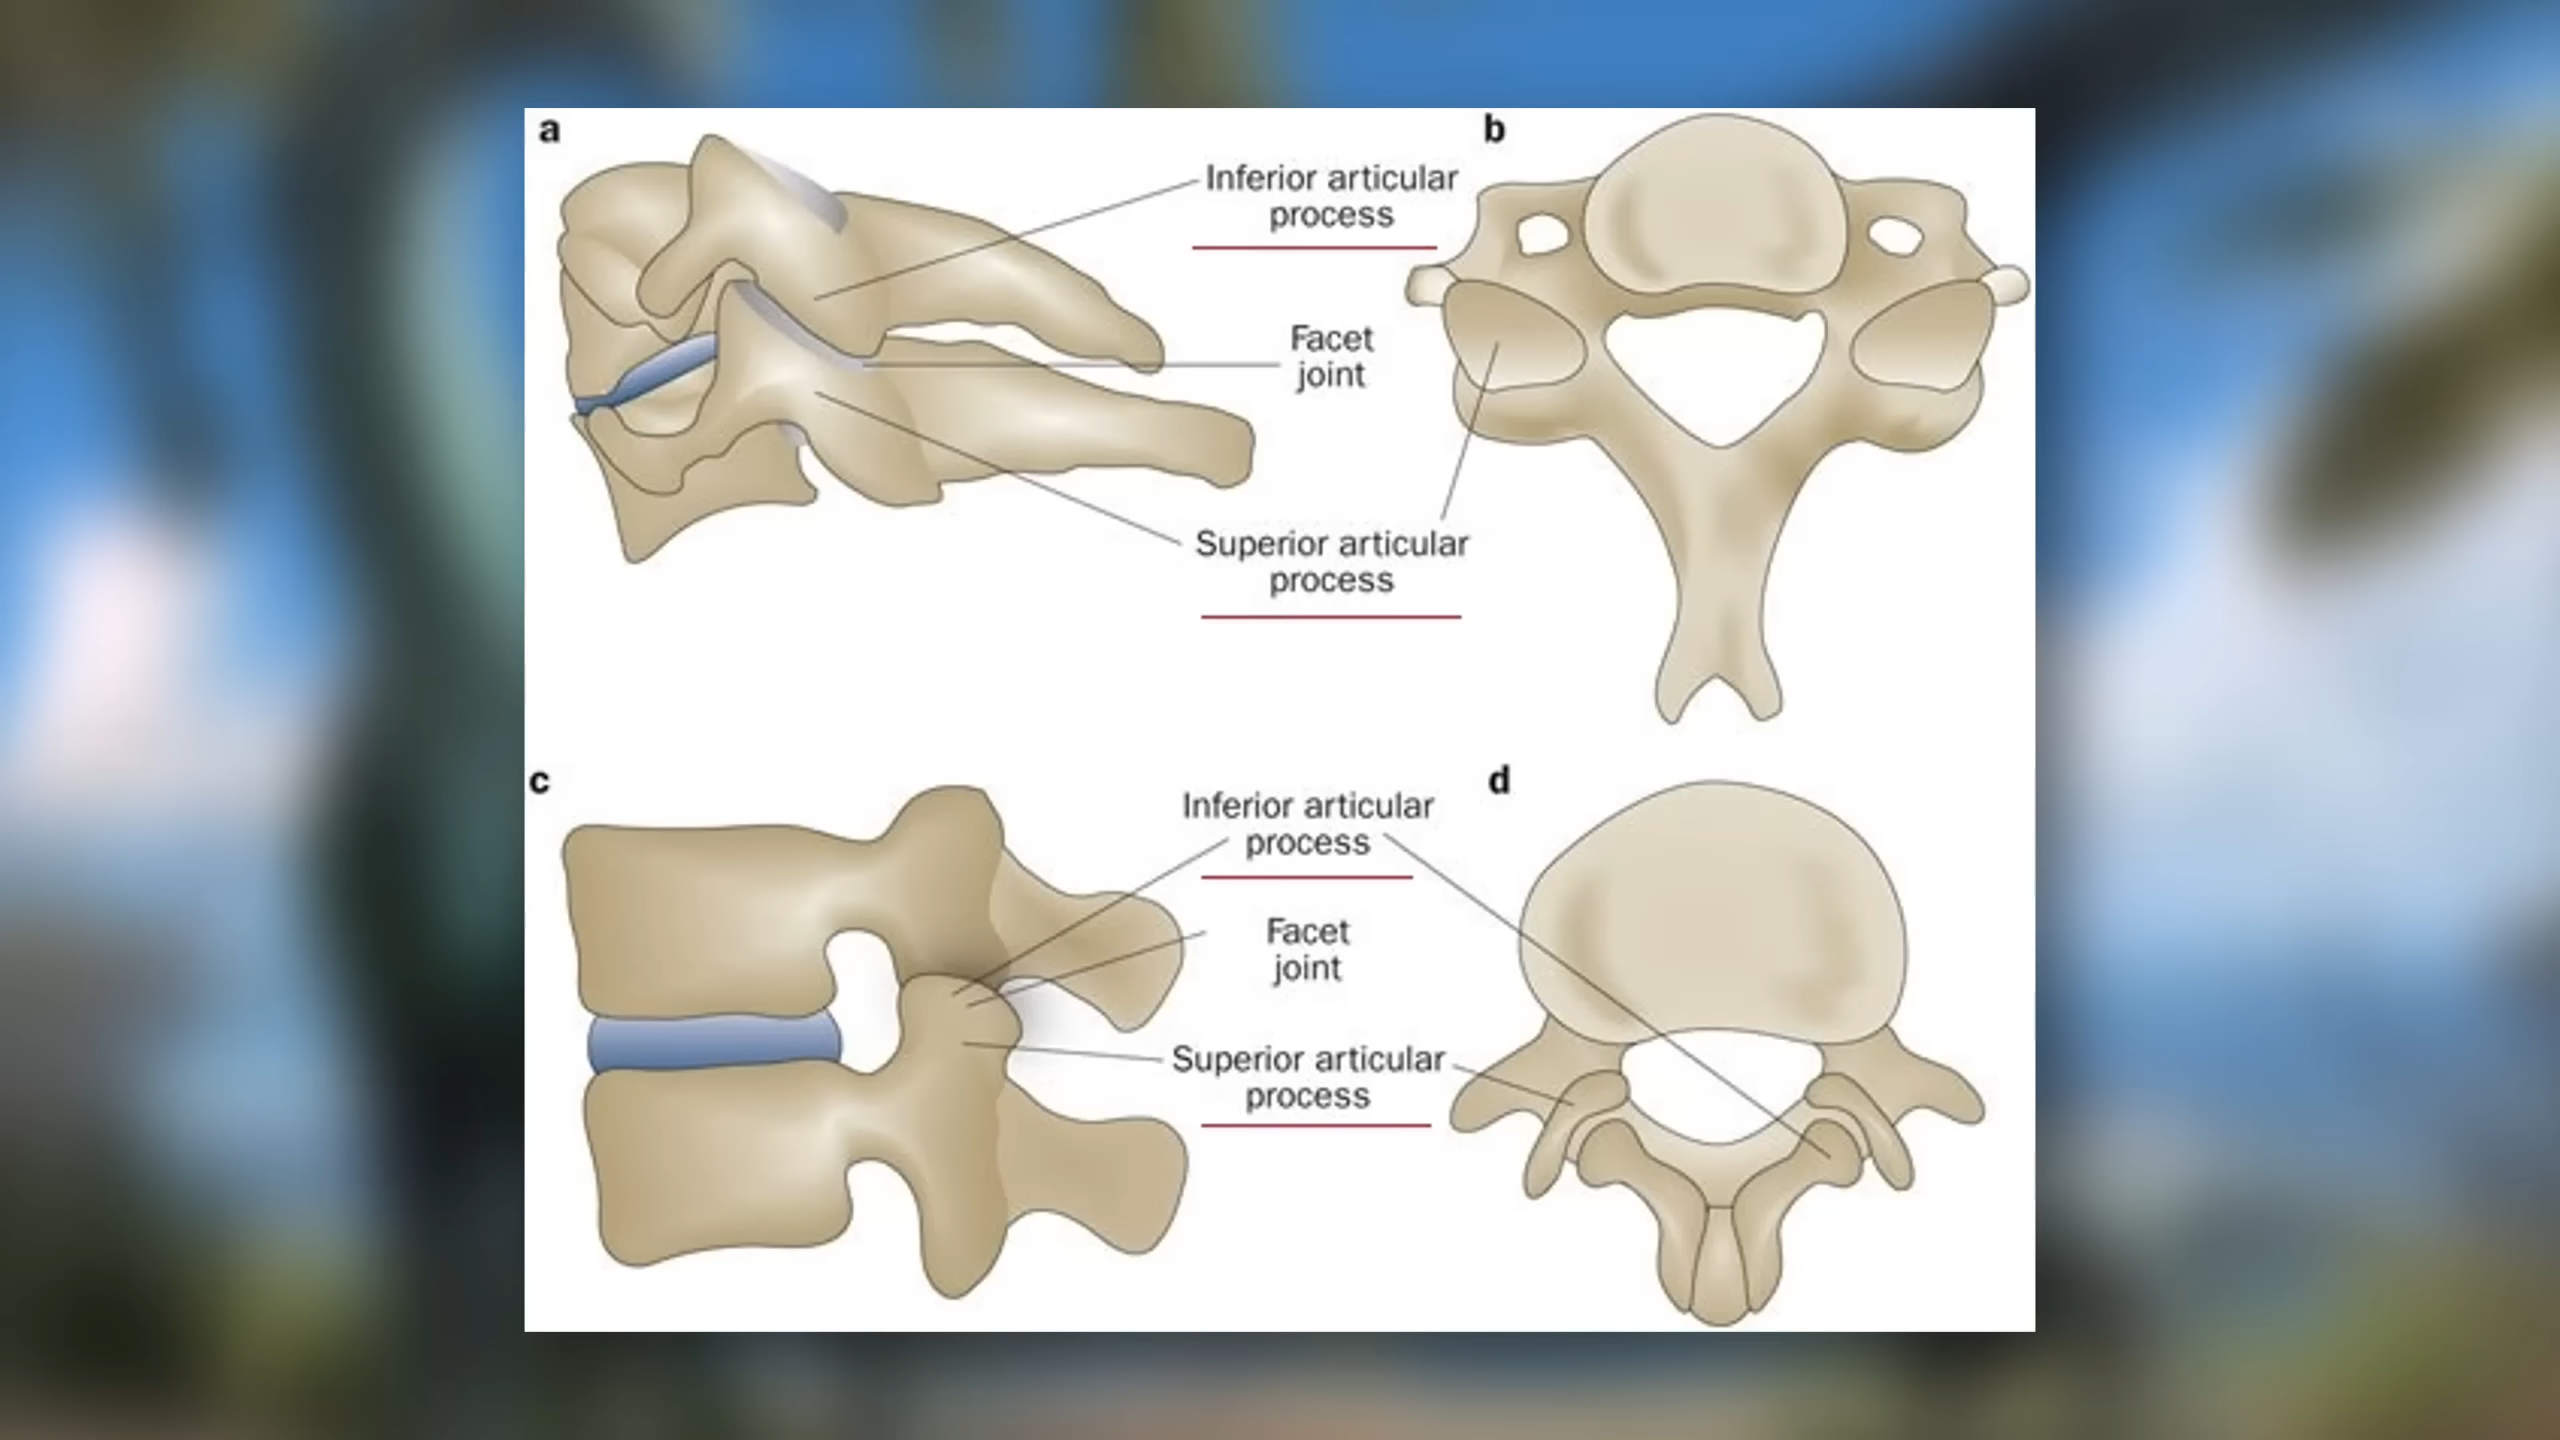 a
b
Inferior articular
process
Facet
joint
Superior articular
process
c
d
Inferior articular
process
Facet
joint
Superior articular
process